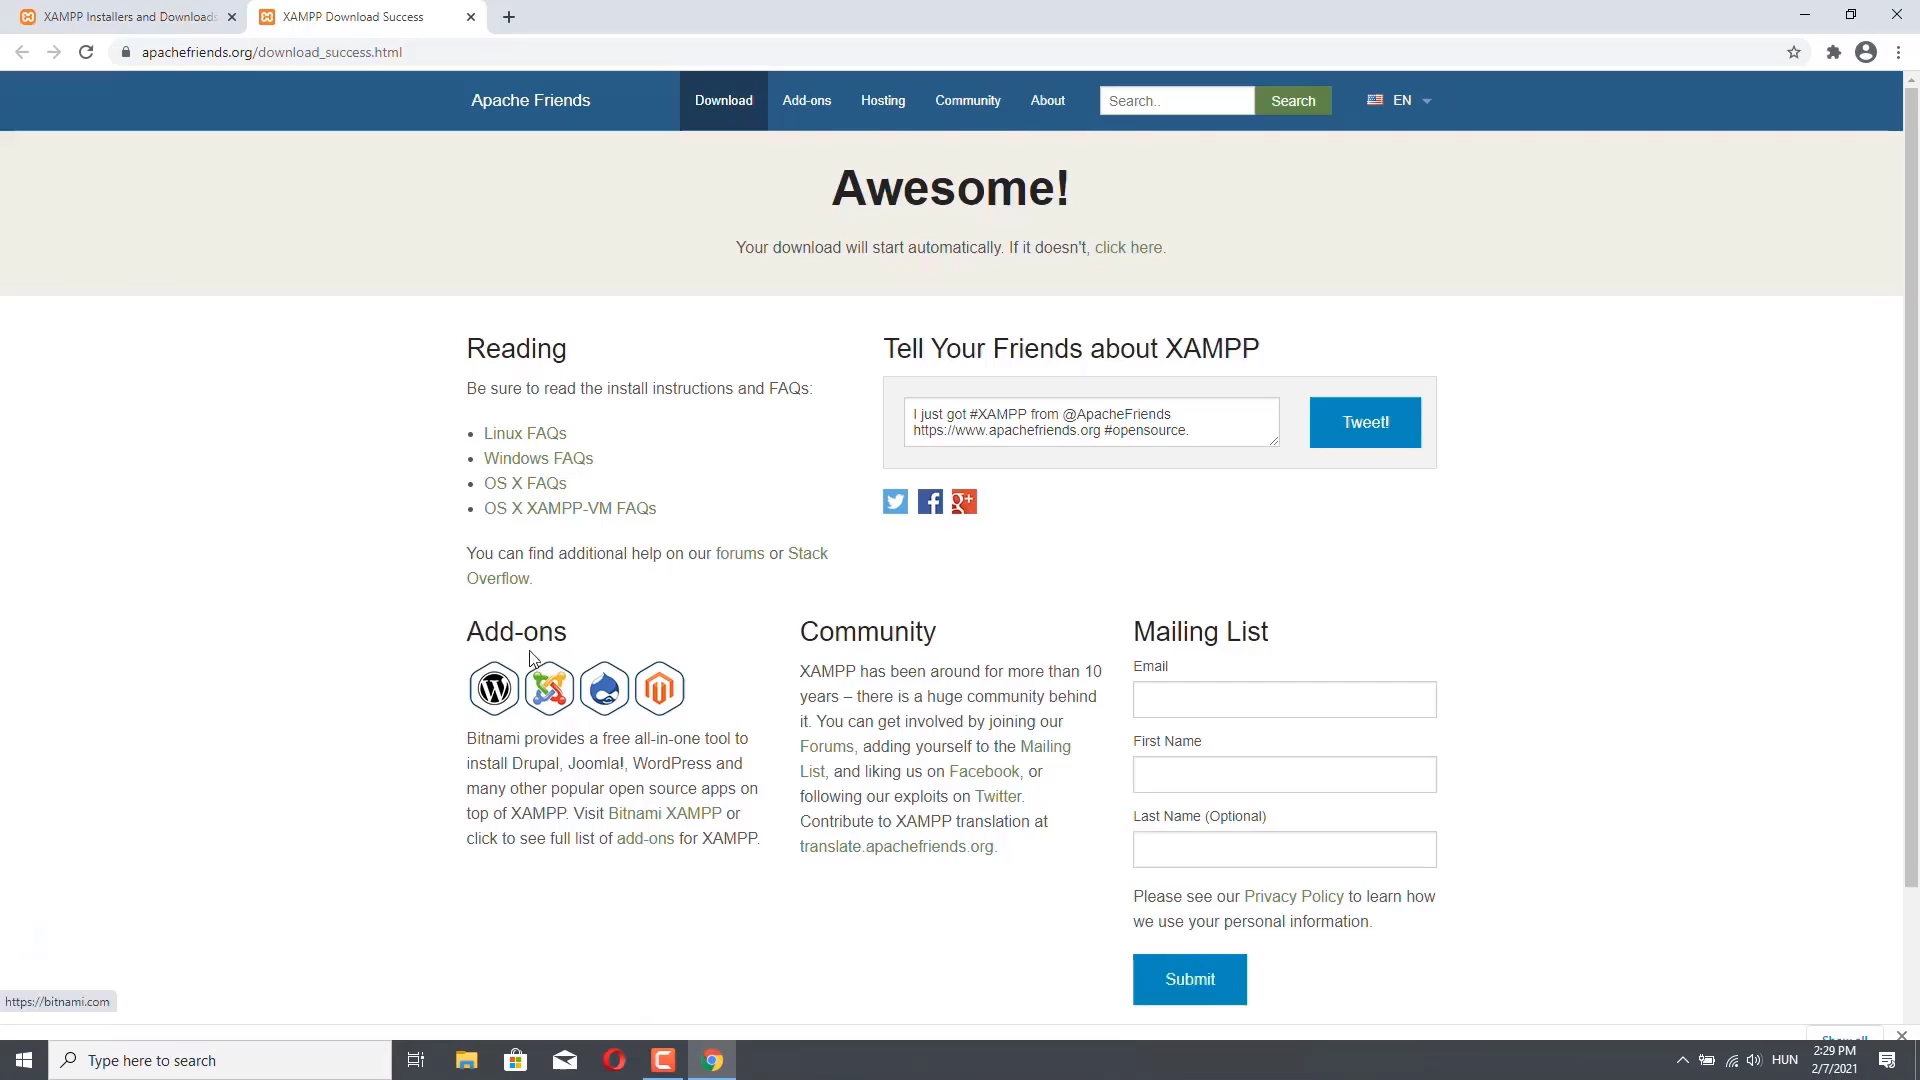 XAMPP Installers and Downloads
XAMPP Download Success
apachefriends.org/download_success.html
Apache Friends
Download
Add-ons
Hosting
Community
About
Search..
Search
EN
Awesome!
Your download will start automatically. If it doesn't, click here.
Reading
Be sure to read the install instructions and FAQs:
Linux FAQs
Windows FAQs
OS X FAQs
OS X XAMPP-VM FAQs
You can find additional help on our forums or Stack
Overflow.
Tell Your Friends about XAMPP
I just got #XAMPP from @ApacheFriends
https://www.apachefriends.org #opensource.
Tweet!
Add-ons
Bitnami provides a free all-in-one tool to
install Drupal, Joomla!, WordPress and
many other popular open source apps on
top of XAMPP. Visit Bitnami XAMPP or
click to see full list of add-ons for XAMPP.
Community
XAMPP has been around for more than 10
years – there is a huge community behind
it. You can get involved by joining our
Forums, adding yourself to the Mailing
List, and liking us on Facebook, or
following our exploits on Twitter.
Contribute to XAMPP translation at
translate.apachefriends.org.
Mailing List
Email
First Name
Last Name (Optional)
Please see our Privacy Policy to learn how
we use your personal information.
Submit
https://bitnami.com
Show all
Type here to search
HUN
2:29 PM
2/7/2021